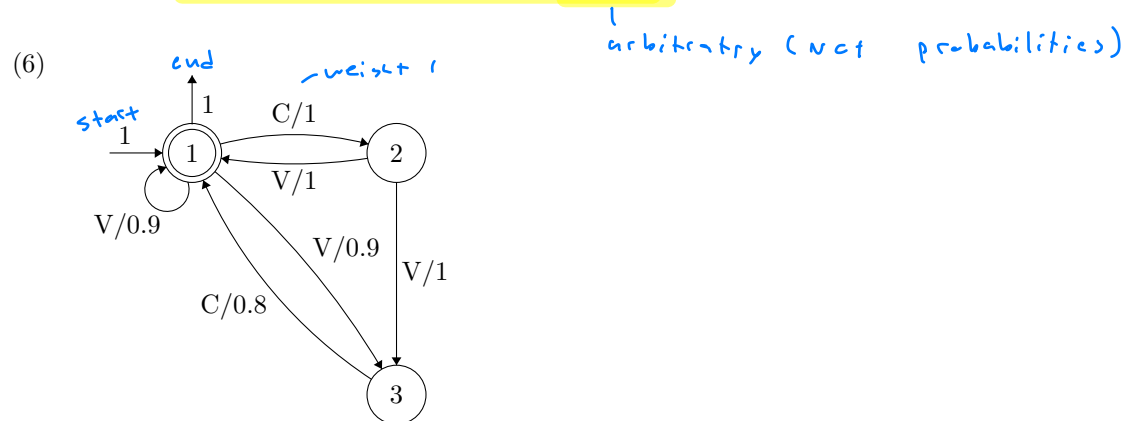 arbitratry (not probabilities)
(6)
end
weight 1
1
C/1
start
1
1
2
V/1
V/0.9
V/0.9
V/1
C/0.8
3